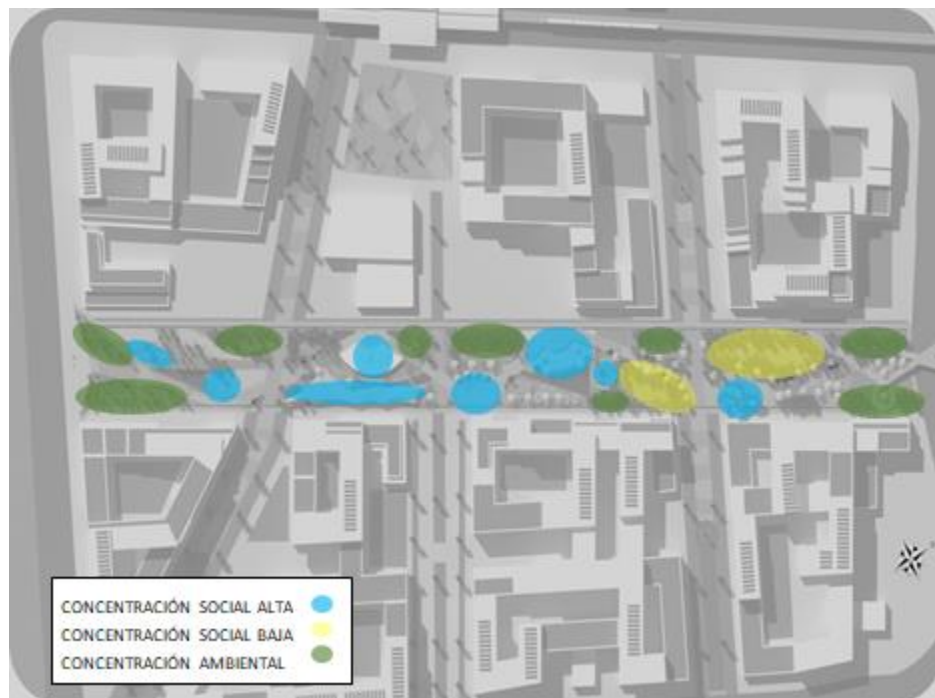 CONCENTRACIÓN SOCIAL ALTA
CONCENTRACIÓN SOCIAL BAJA
CONCENTRACIÓN AMBIENTAL